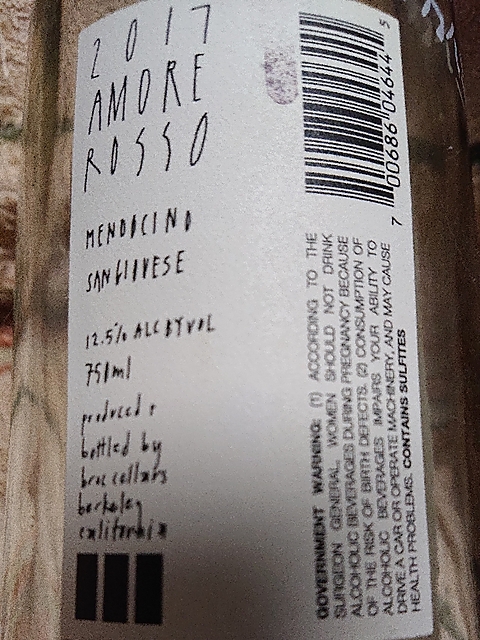 2017
AMORE
ROSSO
MENDOCINO
SANGIOVESE
12.5% ALC BY VOL
750ml
produced &
bottled by
broc cellars
berkeley
california
7 00686 04644 5
GOVERNMENT WARNING: (1) ACCORDING TO THE
SURGEON GENERAL, WOMEN SHOULD NOT DRINK
ALCOHOLIC BEVERAGES DURING PREGNANCY BECAUSE
OF THE RISK OF BIRTH DEFECTS. (2) CONSUMPTION OF
ALCOHOLIC BEVERAGES IMPAIRS YOUR ABILITY TO
DRIVE A CAR OR OPERATE MACHINERY, AND MAY CAUSE
HEALTH PROBLEMS. CONTAINS SULFITES